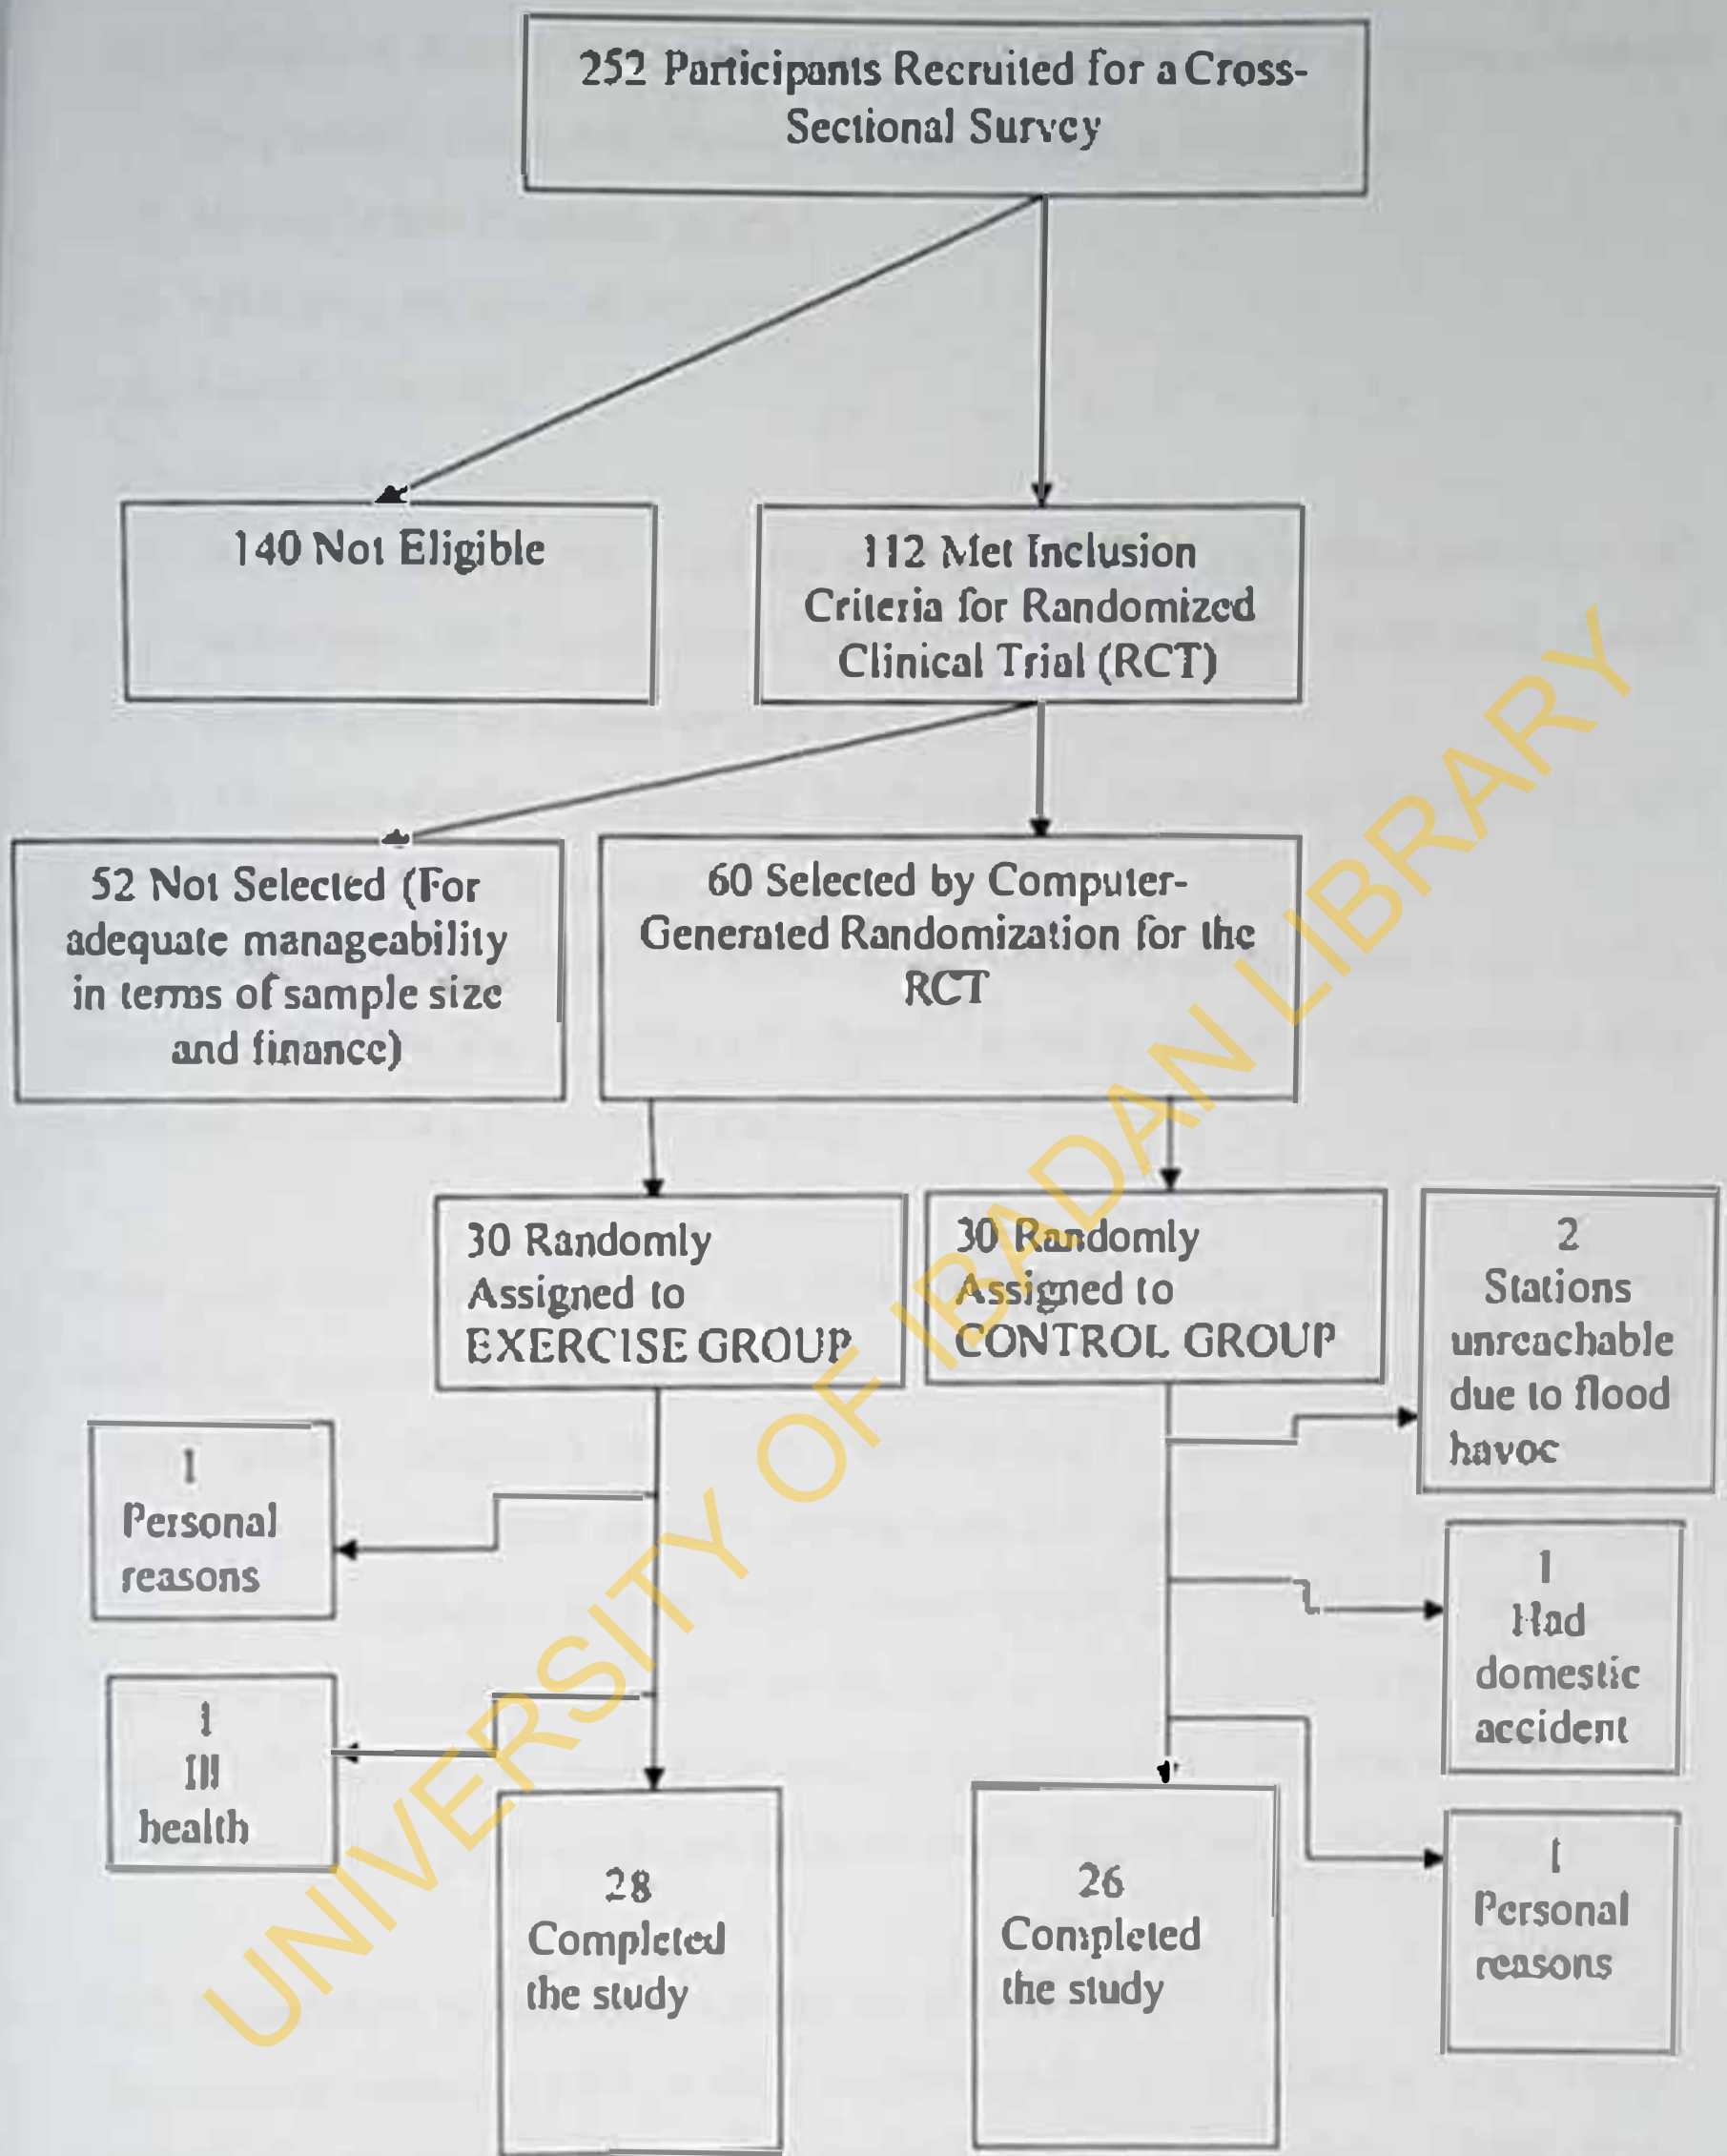 252 Participants Recruited for a Cross-
Sectional Survey
140 Not Eligible
112 Met Inclusion
Criteria for Randomized
Clinical Trial (RCT)
52 Not Selected (For
adequate manageability
in terms of sample size
and finance)
60 Selected by Computer-
Generated Randomization for the
RCT
30 Randomly
Assigned to
EXERCISE GROUP
30 Randomly
Assigned to
CONTROL GROUP
2
Stations
unreachable
due to flood
havoc
1
Personal
reasons
1
Had
domestic
accident
1
Ill
health
28
Completed
the study
26
Completed
the study
1
Personal
reasons
UNIVERSITY OF IBADAN LIBRARY